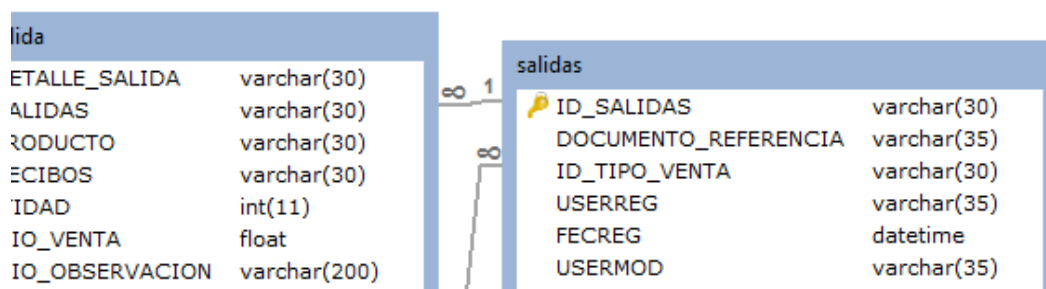 lida
ETALLE_SALIDA varchar(30)
ALIDAS varchar(30)
RODUCTO varchar(30)
ECIBOS varchar(30)
TIDAD int(11)
IO_VENTA float
IO_OBSERVACION varchar(200)
∞ 1
∞
salidas
ID_SALIDAS varchar(30)
DOCUMENTO_REFERENCIA varchar(35)
ID_TIPO_VENTA varchar(30)
USERREG varchar(35)
FECREG datetime
USERMOD varchar(35)